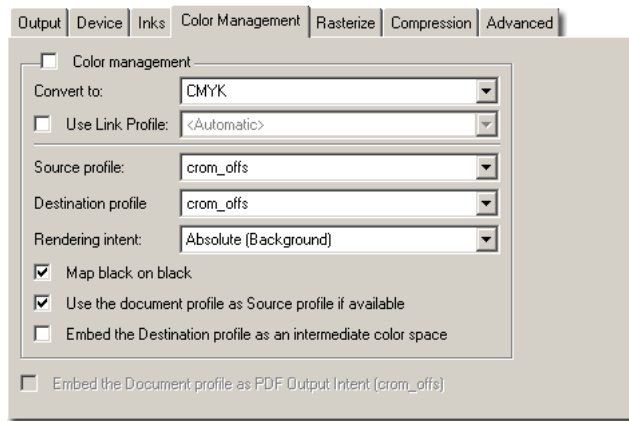 Output Device Inks Color Management Rasterize Compression Advanced
Color management
Convert to: CMYK
Use Link Profile: <Automatic>
Source profile: crom_offs
Destination profile crom_offs
Rendering intent: Absolute (Background)
Map black on black
Use the document profile as Source profile if available
Embed the Destination profile as an intermediate color space
Embed the Document profile as PDF Output Intent (crom_offs)